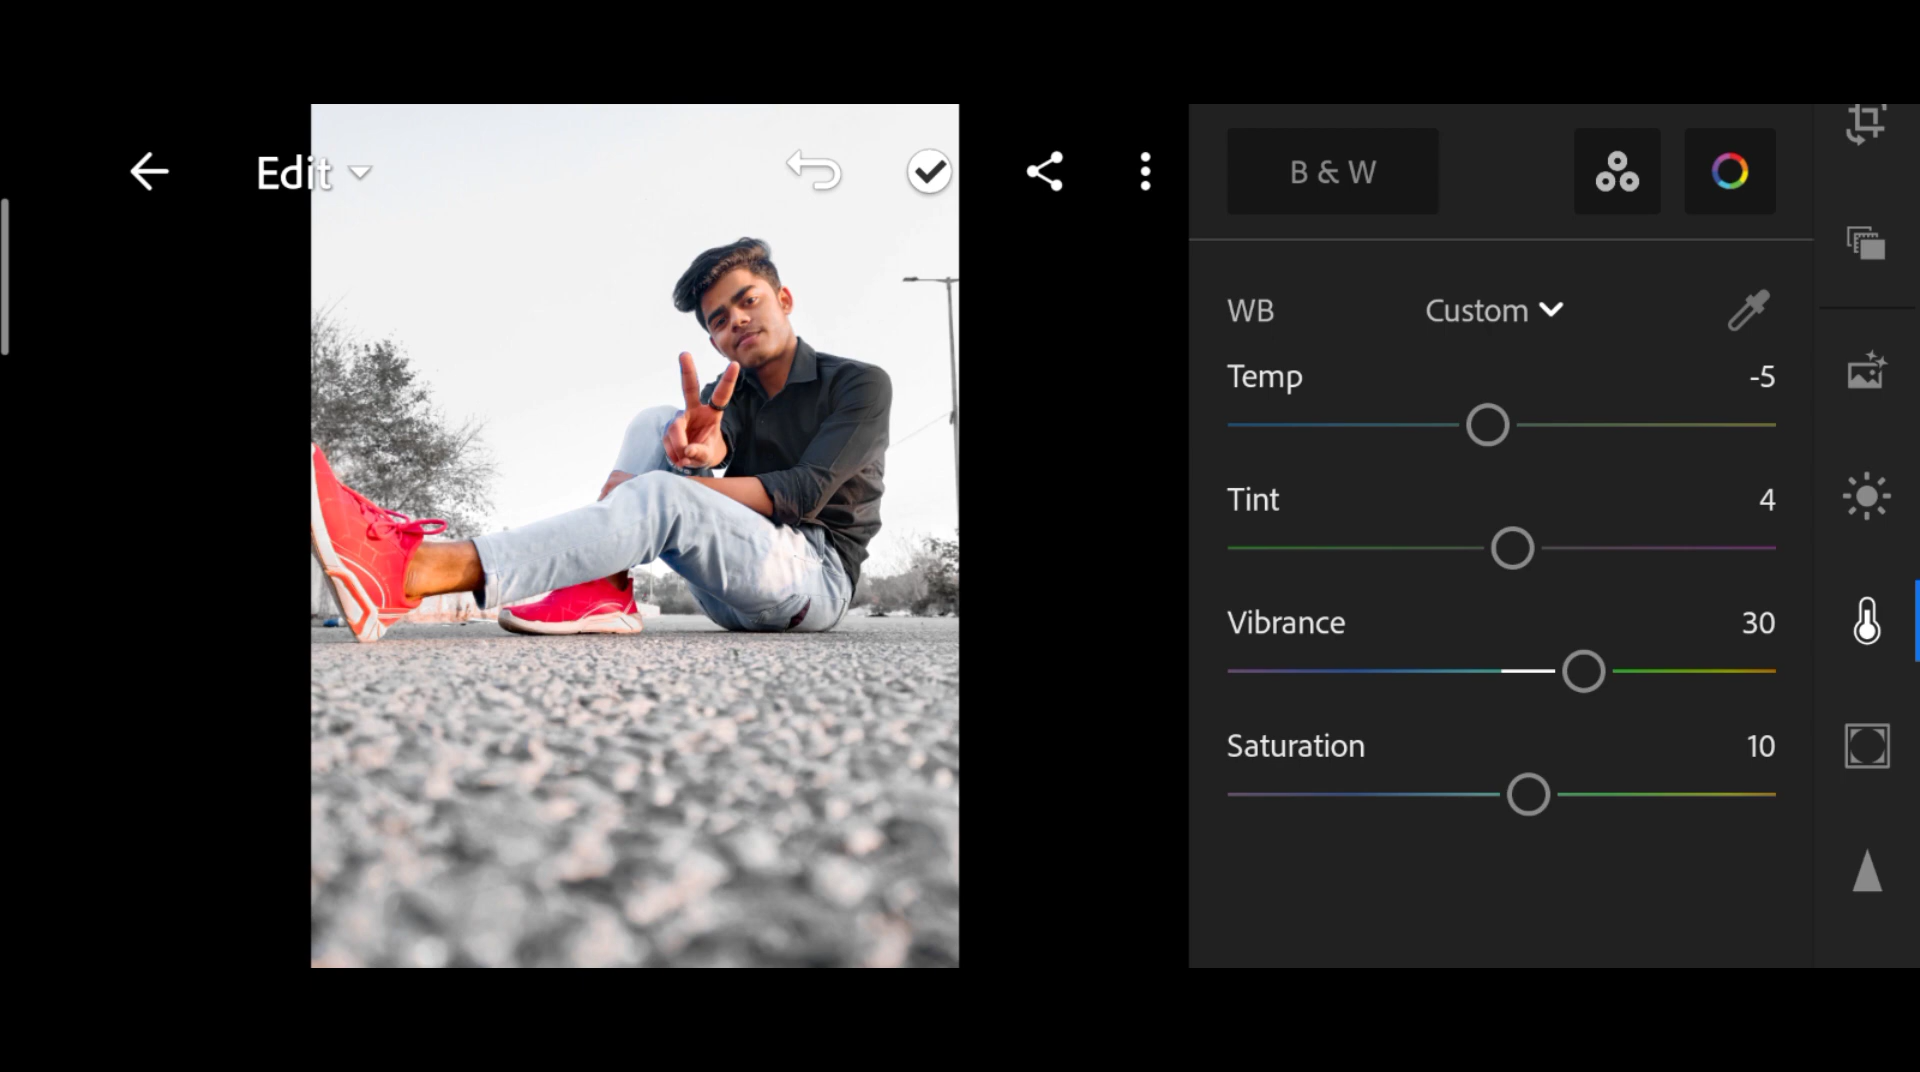 Edit
B & W
WB Custom
Temp -5
Tint 4
Vibrance 30
Saturation 10